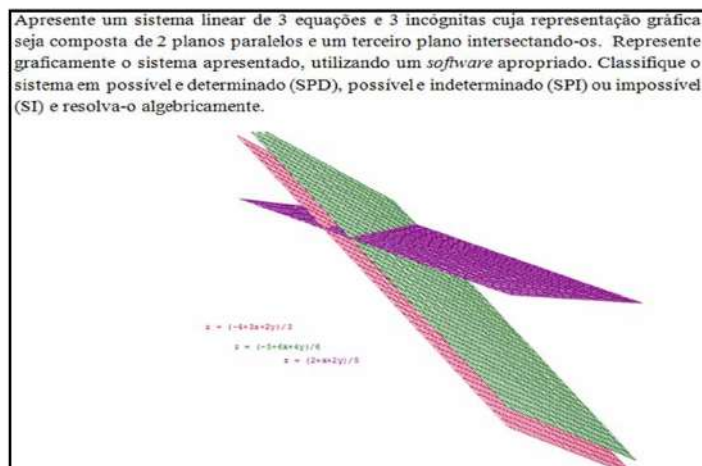 Apresente um sistema linear de 3 equações e 3 incógnitas cuja representação gráfica
seja composta de 2 planos paralelos e um terceiro plano intersectando-os. Represente
graficamente o sistema apresentado, utilizando um software apropriado. Classifique o
sistema em possível e determinado (SPD), possível e indeterminado (SPI) ou impossível
(SI) e resolva-o algebricamente.
z = (-4+3x+2y)/3
z = (-5+6x+4y)/6
z = (2+x+2y)/5